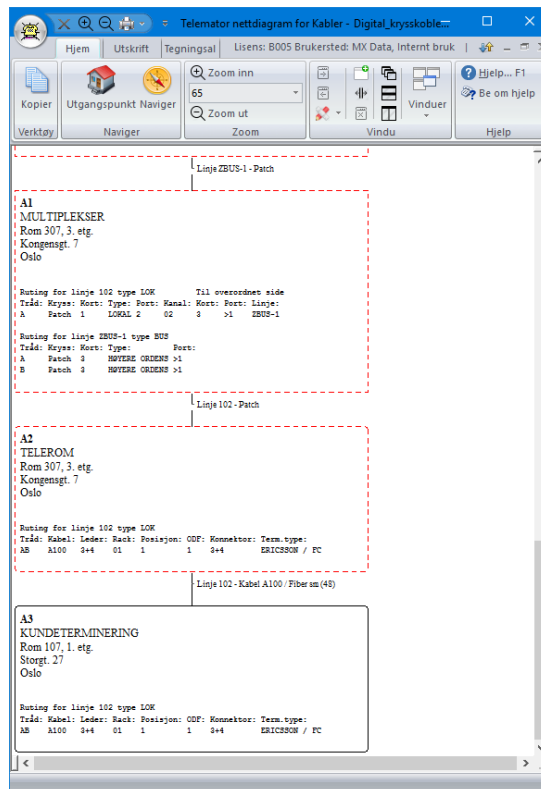 Telemator nettdiagram for Kabler - Digital_krysskoble...
Hjem Utskrift Tegningsal Lisens: B005 Brukersted: MX Data, Internt bruk
Kopier
Utgangspunkt Naviger
Zoom inn
65
Zoom ut
Vinduer
Hjelp... F1
Be om hjelp
Verktøy Naviger Zoom Vindu Hjelp
Linje ZBUS-1 - Patch
A1
MULTIPLEKSER
Rom 307, 3. etg.
Kongensgt. 7
Oslo
Ruting for linje 102 type LOK Til overordnet side
Tråd: Kryss: Kort: Type: Port: Kanal: Kort: Port: Linje:
A Patch 1 LOKAL 2 02 3 >1 ZBUS-1
Ruting for linje ZBUS-1 type BUS
Tråd: Kryss: Kort: Type: Port:
A Patch 3 HØYERE ORDENS >1
B Patch 3 HØYERE ORDENS >1
Linje 102 - Patch
A2
TELEROM
Rom 307, 3. etg.
Kongensgt. 7
Oslo
Ruting for linje 102 type LOK
Tråd: Kabel: Leder: Rack: Posisjon: ODF: Konnektor: Term.type:
AB A100 3+4 01 1 1 3+4 ERICSSON / FC
Linje 102 - Kabel A100 / Fiber sm (48)
A3
KUNDETERMINERING
Rom 107, 1. etg.
Storgt. 27
Oslo
Ruting for linje 102 type LOK
Tråd: Kabel: Leder: Rack: Posisjon: ODF: Konnektor: Term.type:
AB A100 3+4 01 1 1 3+4 ERICSSON / FC